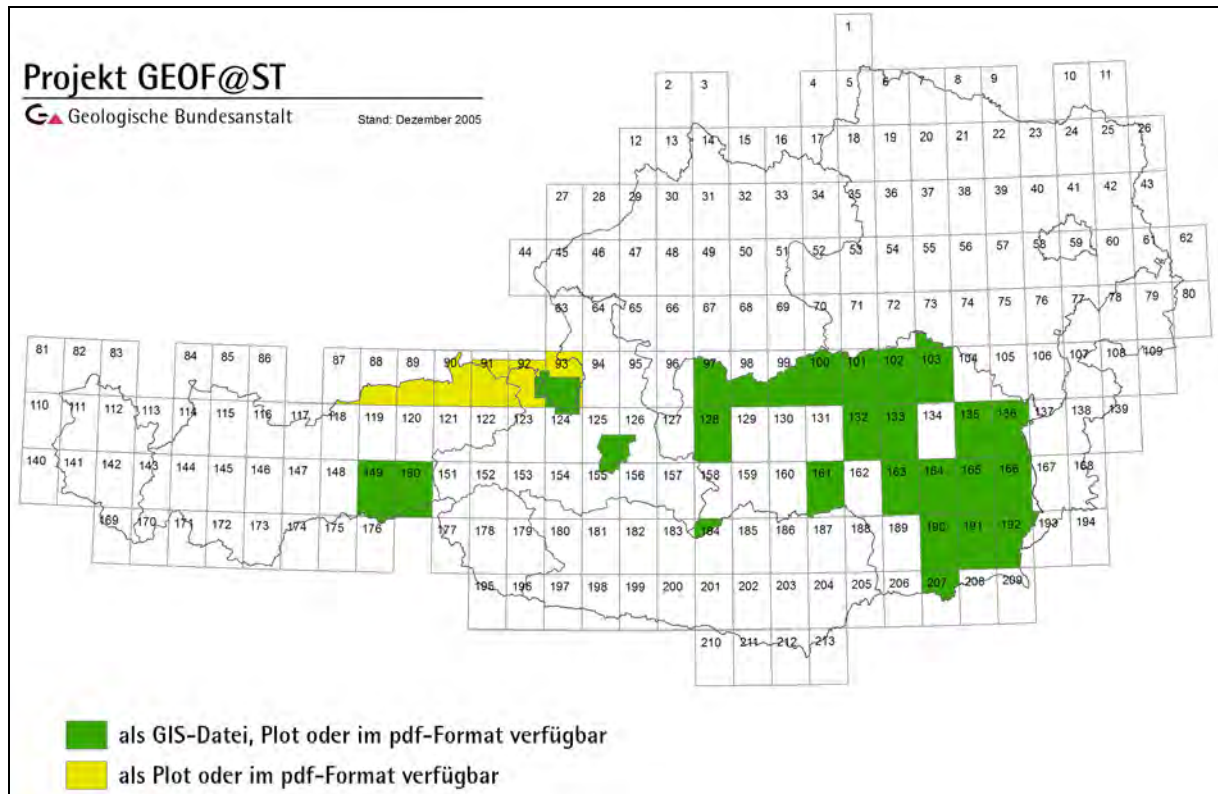 Projekt GEOF@ST
Geologische Bundesanstalt Stand: Dezember 2005
1
2 3 4 5 6 7 8 9 10 11
12 13 14 15 16 17 18 19 20 21 22 23 24 25 26
27 28 29 30 31 32 33 34 35 36 37 38 39 40 41 42 43
44 45 46 47 48 49 50 51 52 53 54 55 56 57 58 59 60 61 62
63 64 65 66 67 68 69 70 71 72 73 74 75 76 77 78 79 80
81 82 83 84 85 86 87 88 89 90 91 92 93 94 95 96 97 98 99 100 101 102 103 104 105 106 107 108 109
110 111 112 113 114 115 116 117 118 119 120 121 122 123 124 125 126 127 128 129 130 131 132 133 134 135 136 137 138 139
140 141 142 143 144 145 146 147 148 149 150 151 152 153 154 155 156 157 158 159 160 161 162 163 164 165 166 167 168
169 170 171 172 173 174 175 176 177 178 179 180 181 182 183 184 185 186 187 188 189 190 191 192 193 194
195 196 197 198 199 200 201 202 203 204 205 206 207 208 209
210 211 212 213
als GIS-Datei, Plot oder im pdf-Format verfügbar
als Plot oder im pdf-Format verfügbar